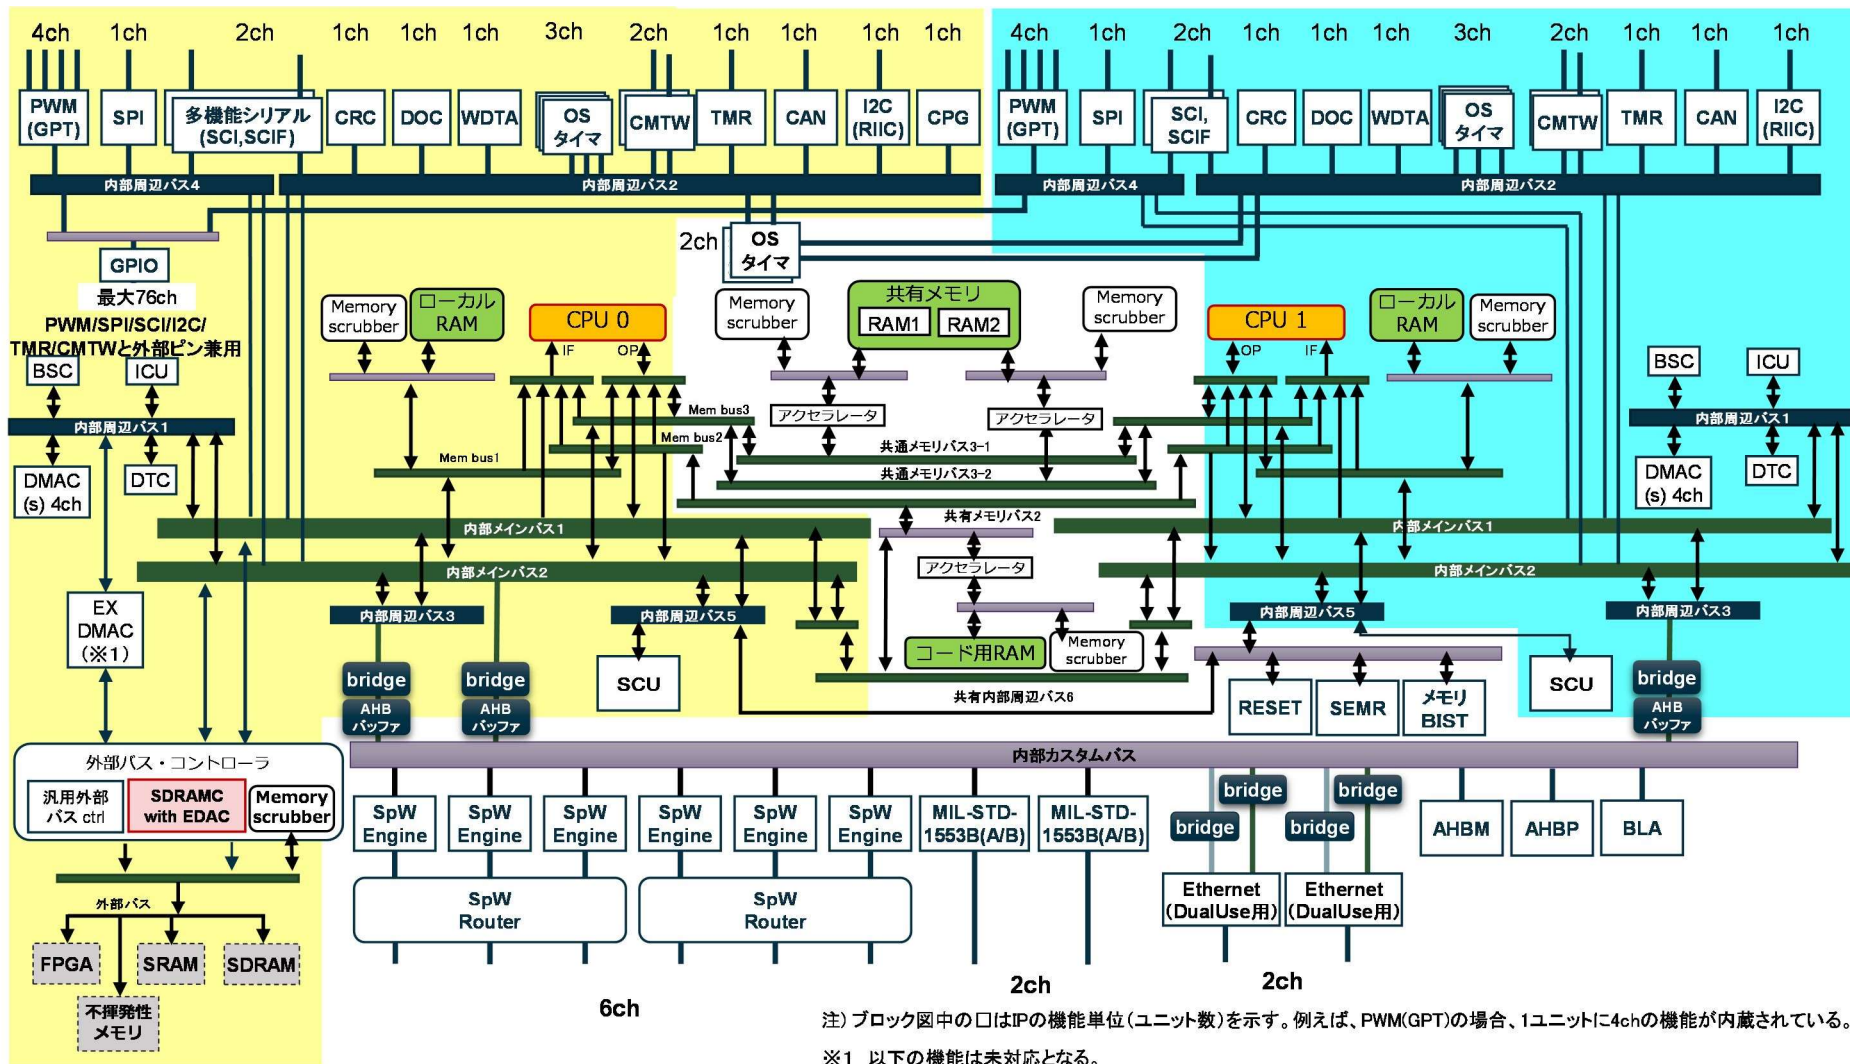 4ch 1ch 2ch 1ch 1ch 1ch 3ch 2ch 1ch 1ch 1ch 1ch 4ch 1ch 2ch 1ch 1ch 1ch 3ch 2ch 1ch 1ch 1ch
PWM
(GPT)
SPI
多機能シリアル
(SCI,SCIF)
CRC
DOC
WDTA
OS
タイマ
CMTW
TMR
CAN
I2C
(RIIC)
CPG
PWM
(GPT)
SPI
SCI,
SCIF
CRC
DOC
WDTA
OS
タイマ
CMTW
TMR
CAN
I2C
(RIIC)
内部周辺バス4
内部周辺バス2
内部周辺バス4
内部周辺バス2
GPIO
最大76ch
PWM/SPI/SCI/I2C/
TMR/CMTWと外部ピン兼用
2ch
OS
タイマ
Memory
scrubber
ローカル
RAM
CPU 0
IF
OP
Memory
scrubber
共有メモリ
RAM1
RAM2
Memory
scrubber
CPU 1
OP
IF
ローカル
RAM
Memory
scrubber
BSC
ICU
内部周辺バス1
DMAC
(s) 4ch
DTC
BSC
ICU
内部周辺バス1
DMAC
(s) 4ch
DTC
アクセラレータ
アクセラレータ
Mem bus3
Mem bus2
Mem bus1
共通メモリバス3-1
共通メモリバス3-2
共有メモリバス2
内部メインバス1
内部メインバス1
内部メインバス2
内部メインバス2
アクセラレータ
EX
DMAC
(※1)
内部周辺バス3
内部周辺バス5
内部周辺バス5
内部周辺バス3
コード用RAM
Memory
scrubber
共有内部周辺バス6
SCU
RESET
SEMR
メモリ
BIST
SCU
bridge
AHB
バッファ
bridge
AHB
バッファ
bridge
AHB
バッファ
内部カスタムバス
外部バス・コントローラ
汎用外部
バス ctrl
SDRAMC
with EDAC
Memory
scrubber
外部バス
FPGA
SRAM
SDRAM
不揮発性
メモリ
SpW
Engine
SpW
Engine
SpW
Engine
SpW
Engine
SpW
Engine
SpW
Engine
MIL-STD-
1553B(A/B)
MIL-STD-
1553B(A/B)
bridge
bridge
bridge
bridge
AHBM
AHBP
BLA
SpW
Router
SpW
Router
Ethernet
(DualUse用)
Ethernet
(DualUse用)
6ch
2ch
2ch
注) ブロック図中の□はIPの機能単位(ユニット数)を示す。例えば、PWM(GPT)の場合、1ユニットに4chの機能が内蔵されている。
※1 以下の機能は未対応となる。